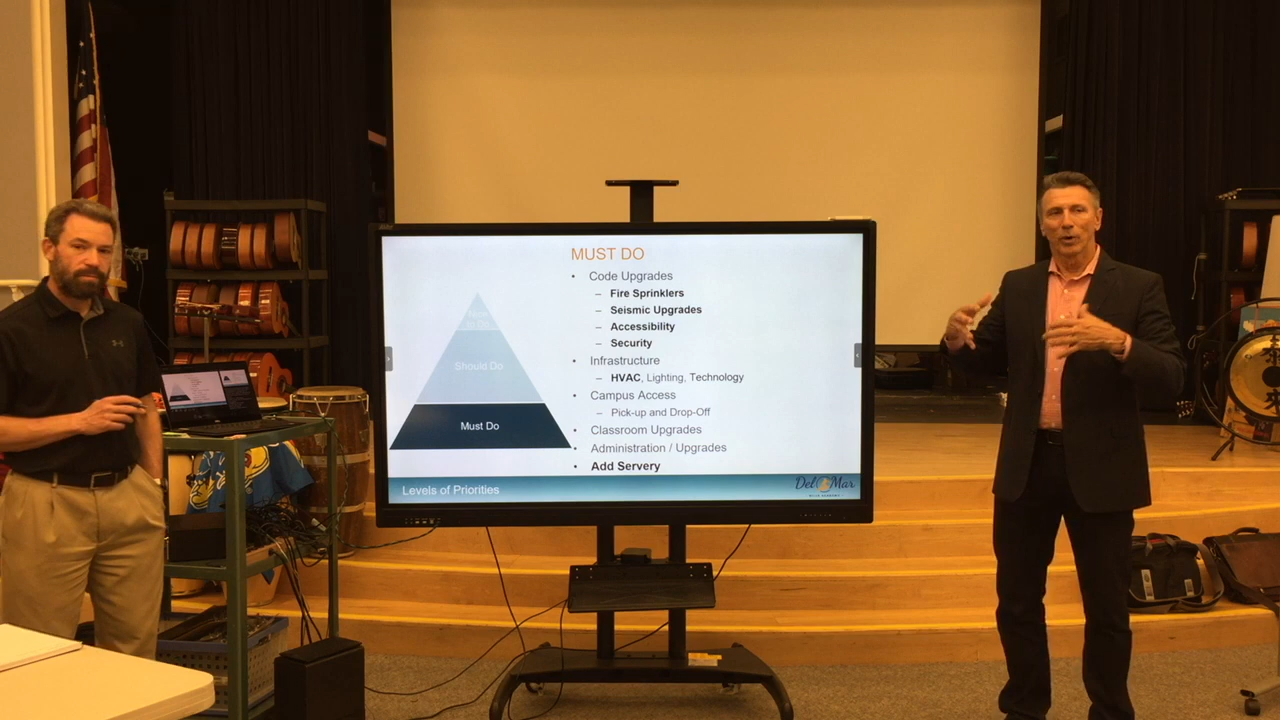 MUST DO
• Code Upgrades
– Fire Sprinklers
– Seismic Upgrades
– Accessibility
– Security
• Infrastructure
– HVAC, Lighting, Technology
• Campus Access
– Pick-up and Drop-Off
• Classroom Upgrades
• Administration / Upgrades
• Add Servery
Should Do
Must Do
Levels of Priorities
Del Mar